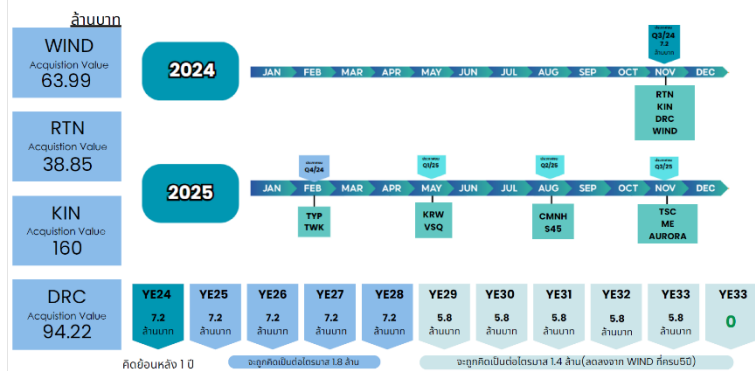 ล้านบาท
WIND
Acquistion Value
63.99
RTN
Acquistion Value
38.85
KIN
Acquistion Value
160
DRC
Acquistion Value
94.22
2024
Q3/24
7.2
ล้านบาท
JAN FEB MAR APR MAY JUN JUL AUG SEP OCT NOV DEC
RTN
KIN
DRC
WIND
2025
Q4/24
Q1/25
Q2/25
Q3/25
JAN FEB MAR APR MAY JUN JUL AUG SEP OCT NOV DEC
TYP
TWK
KRW
VSQ
CMNH
S45
TSC
ME
AURORA
YE24
7.2
ล้านบาท
YE25
7.2
ล้านบาท
YE26
7.2
ล้านบาท
YE27
7.2
ล้านบาท
YE28
7.2
ล้านบาท
YE29
5.8
ล้านบาท
YE30
5.8
ล้านบาท
YE31
5.8
ล้านบาท
YE32
5.8
ล้านบาท
YE33
5.8
ล้านบาท
YE33
0
คิดย้อนหลัง 1 ปี
จะถูกคิดเป็นต่อไตรมาส 1.8 ล้าน
จะถูกคิดเป็นต่อไตรมาส 1.4 ล้าน(ลดลงจาก WIND ที่ครบ5ปี)